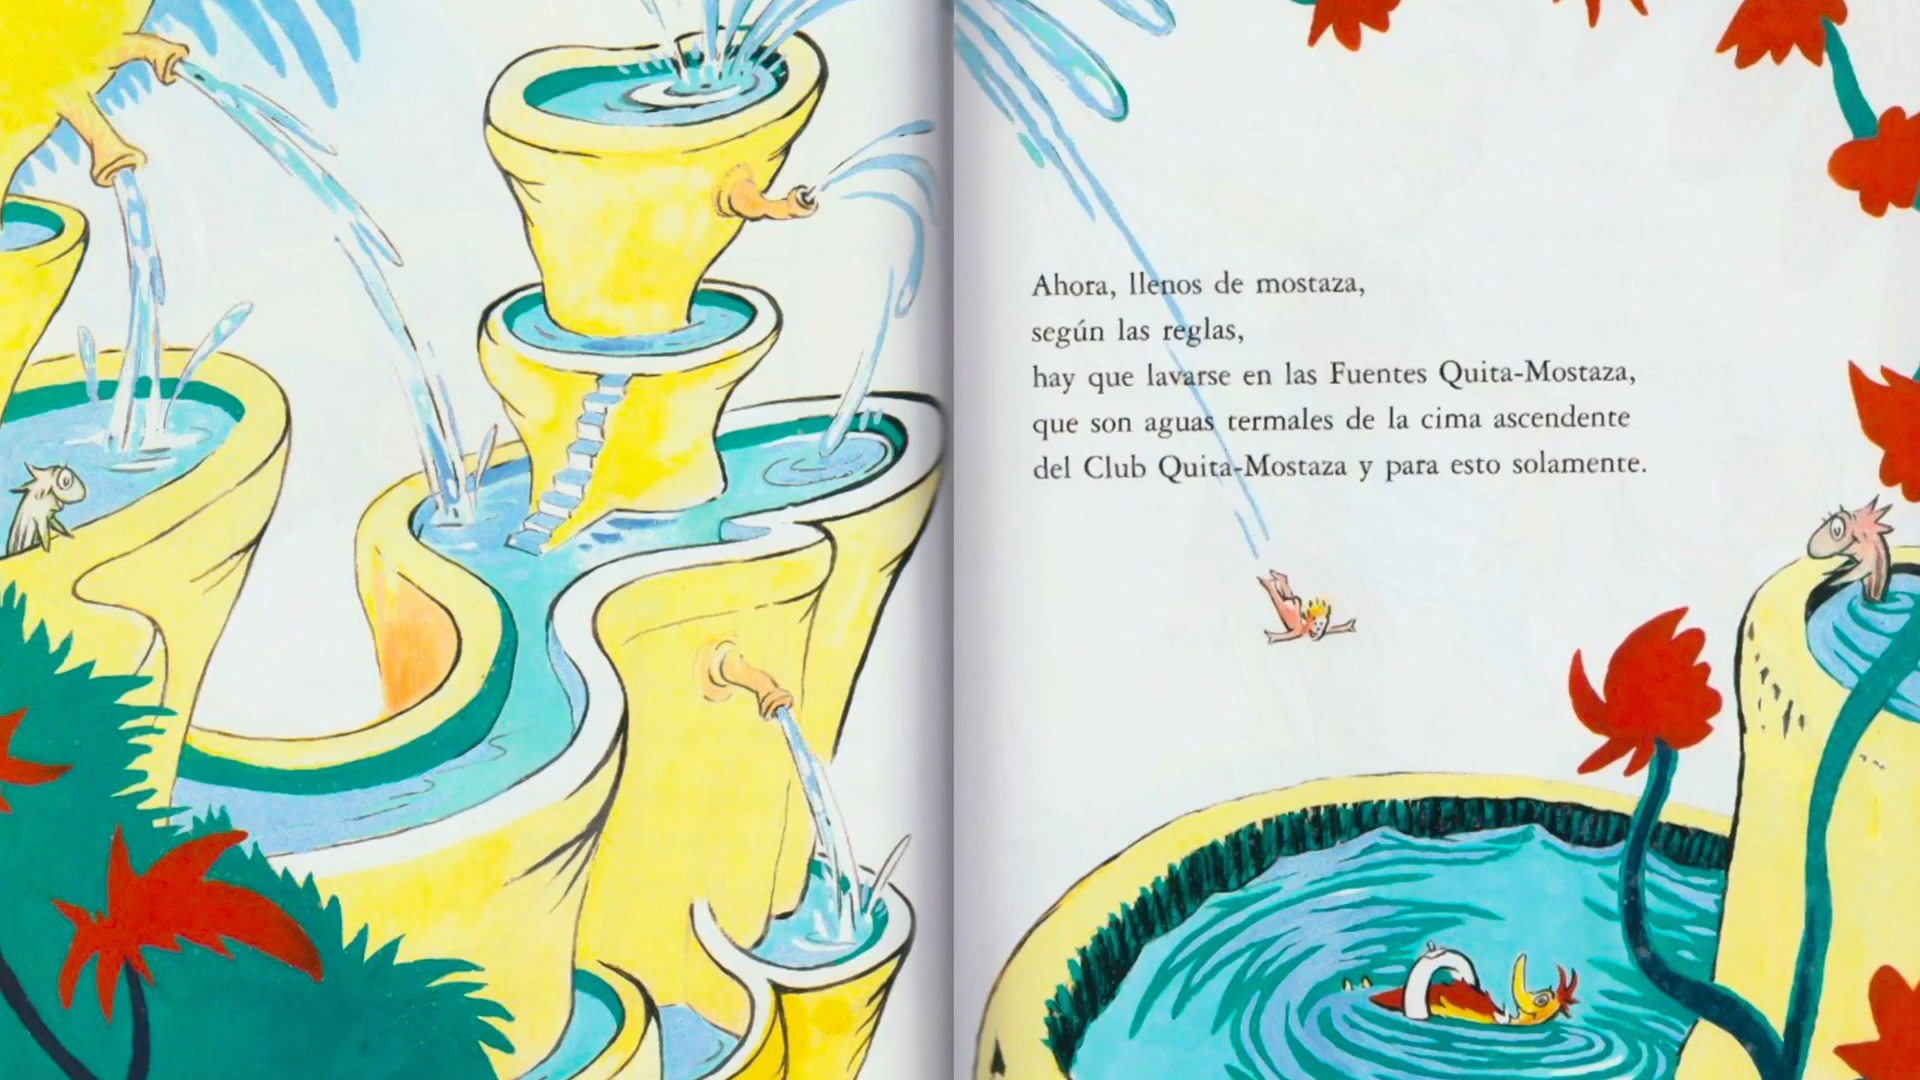 Ahora, llenos de mostaza,
según las reglas,
hay que lavarse en las Fuentes Quita-Mostaza,
que son aguas termales de la cima ascendente
del Club Quita-Mostaza y para esto solamente.